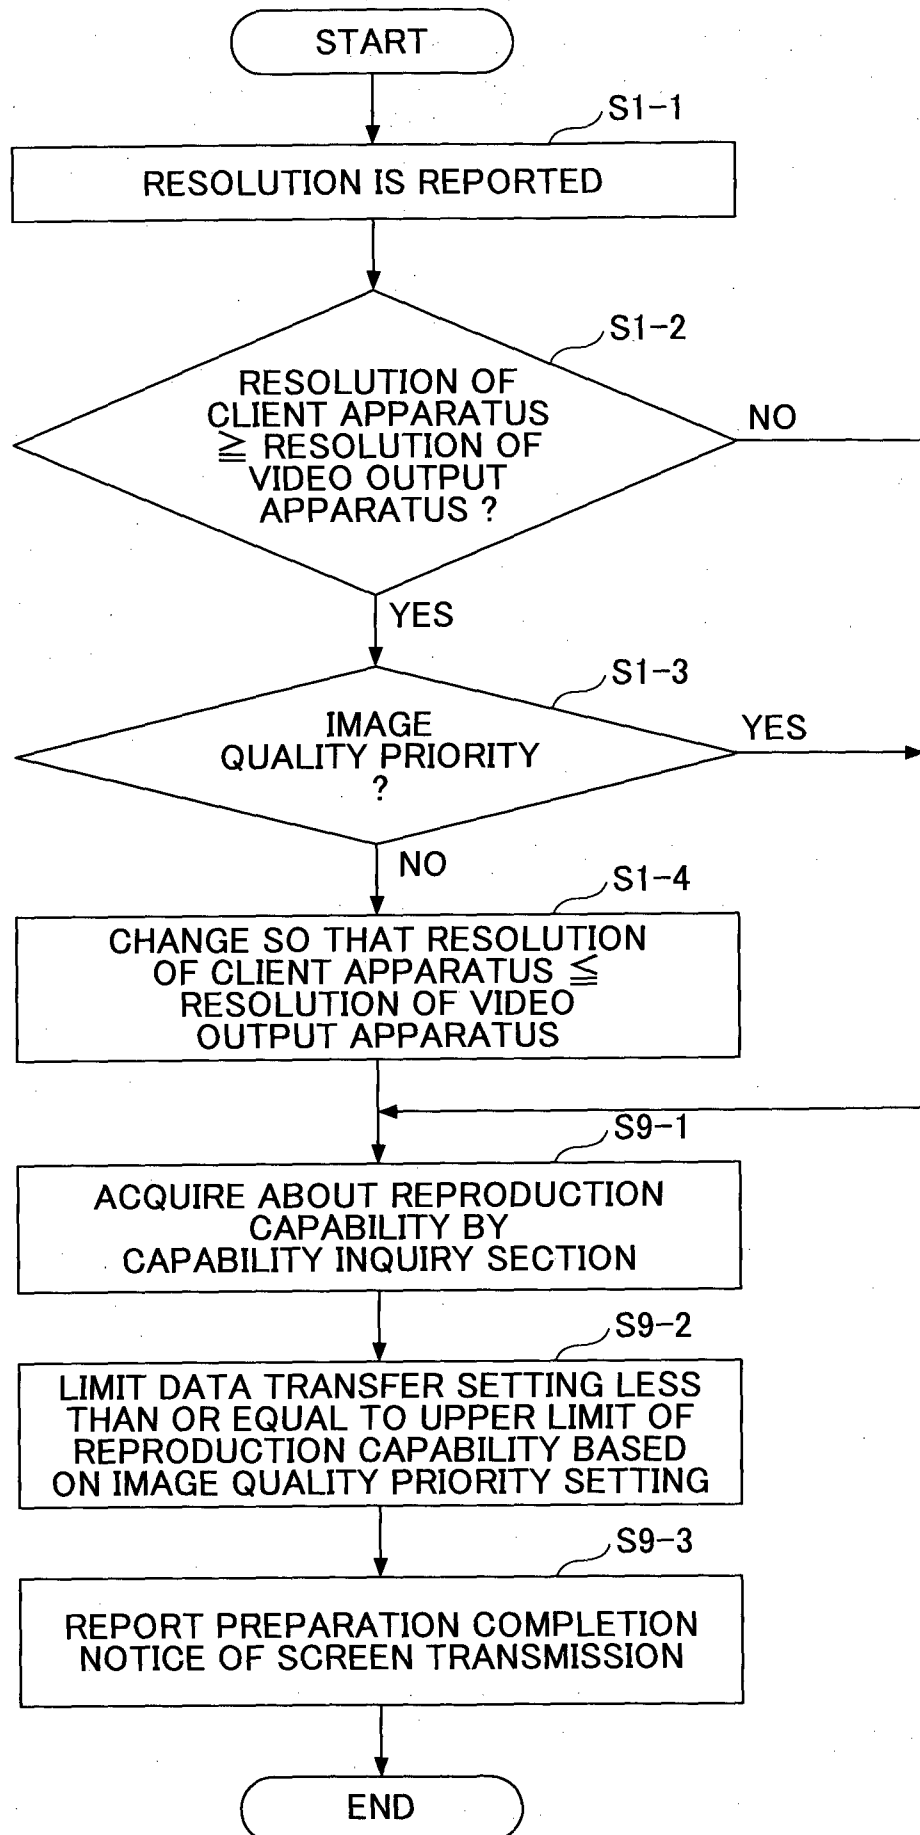 START
S1-1
RESOLUTION IS REPORTED
S1-2
RESOLUTION OF
CLIENT APPARATUS
≧ RESOLUTION OF
VIDEO OUTPUT
APPARATUS ?
NO
YES
S1-3
IMAGE
QUALITY PRIORITY
?
YES
NO
S1-4
CHANGE SO THAT RESOLUTION
OF CLIENT APPARATUS ≦
RESOLUTION OF VIDEO
OUTPUT APPARATUS
S9-1
ACQUIRE ABOUT REPRODUCTION
CAPABILITY BY
CAPABILITY INQUIRY SECTION
S9-2
LIMIT DATA TRANSFER SETTING LESS
THAN OR EQUAL TO UPPER LIMIT OF
REPRODUCTION CAPABILITY BASED
ON IMAGE QUALITY PRIORITY SETTING
S9-3
REPORT PREPARATION COMPLETION
NOTICE OF SCREEN TRANSMISSION
END